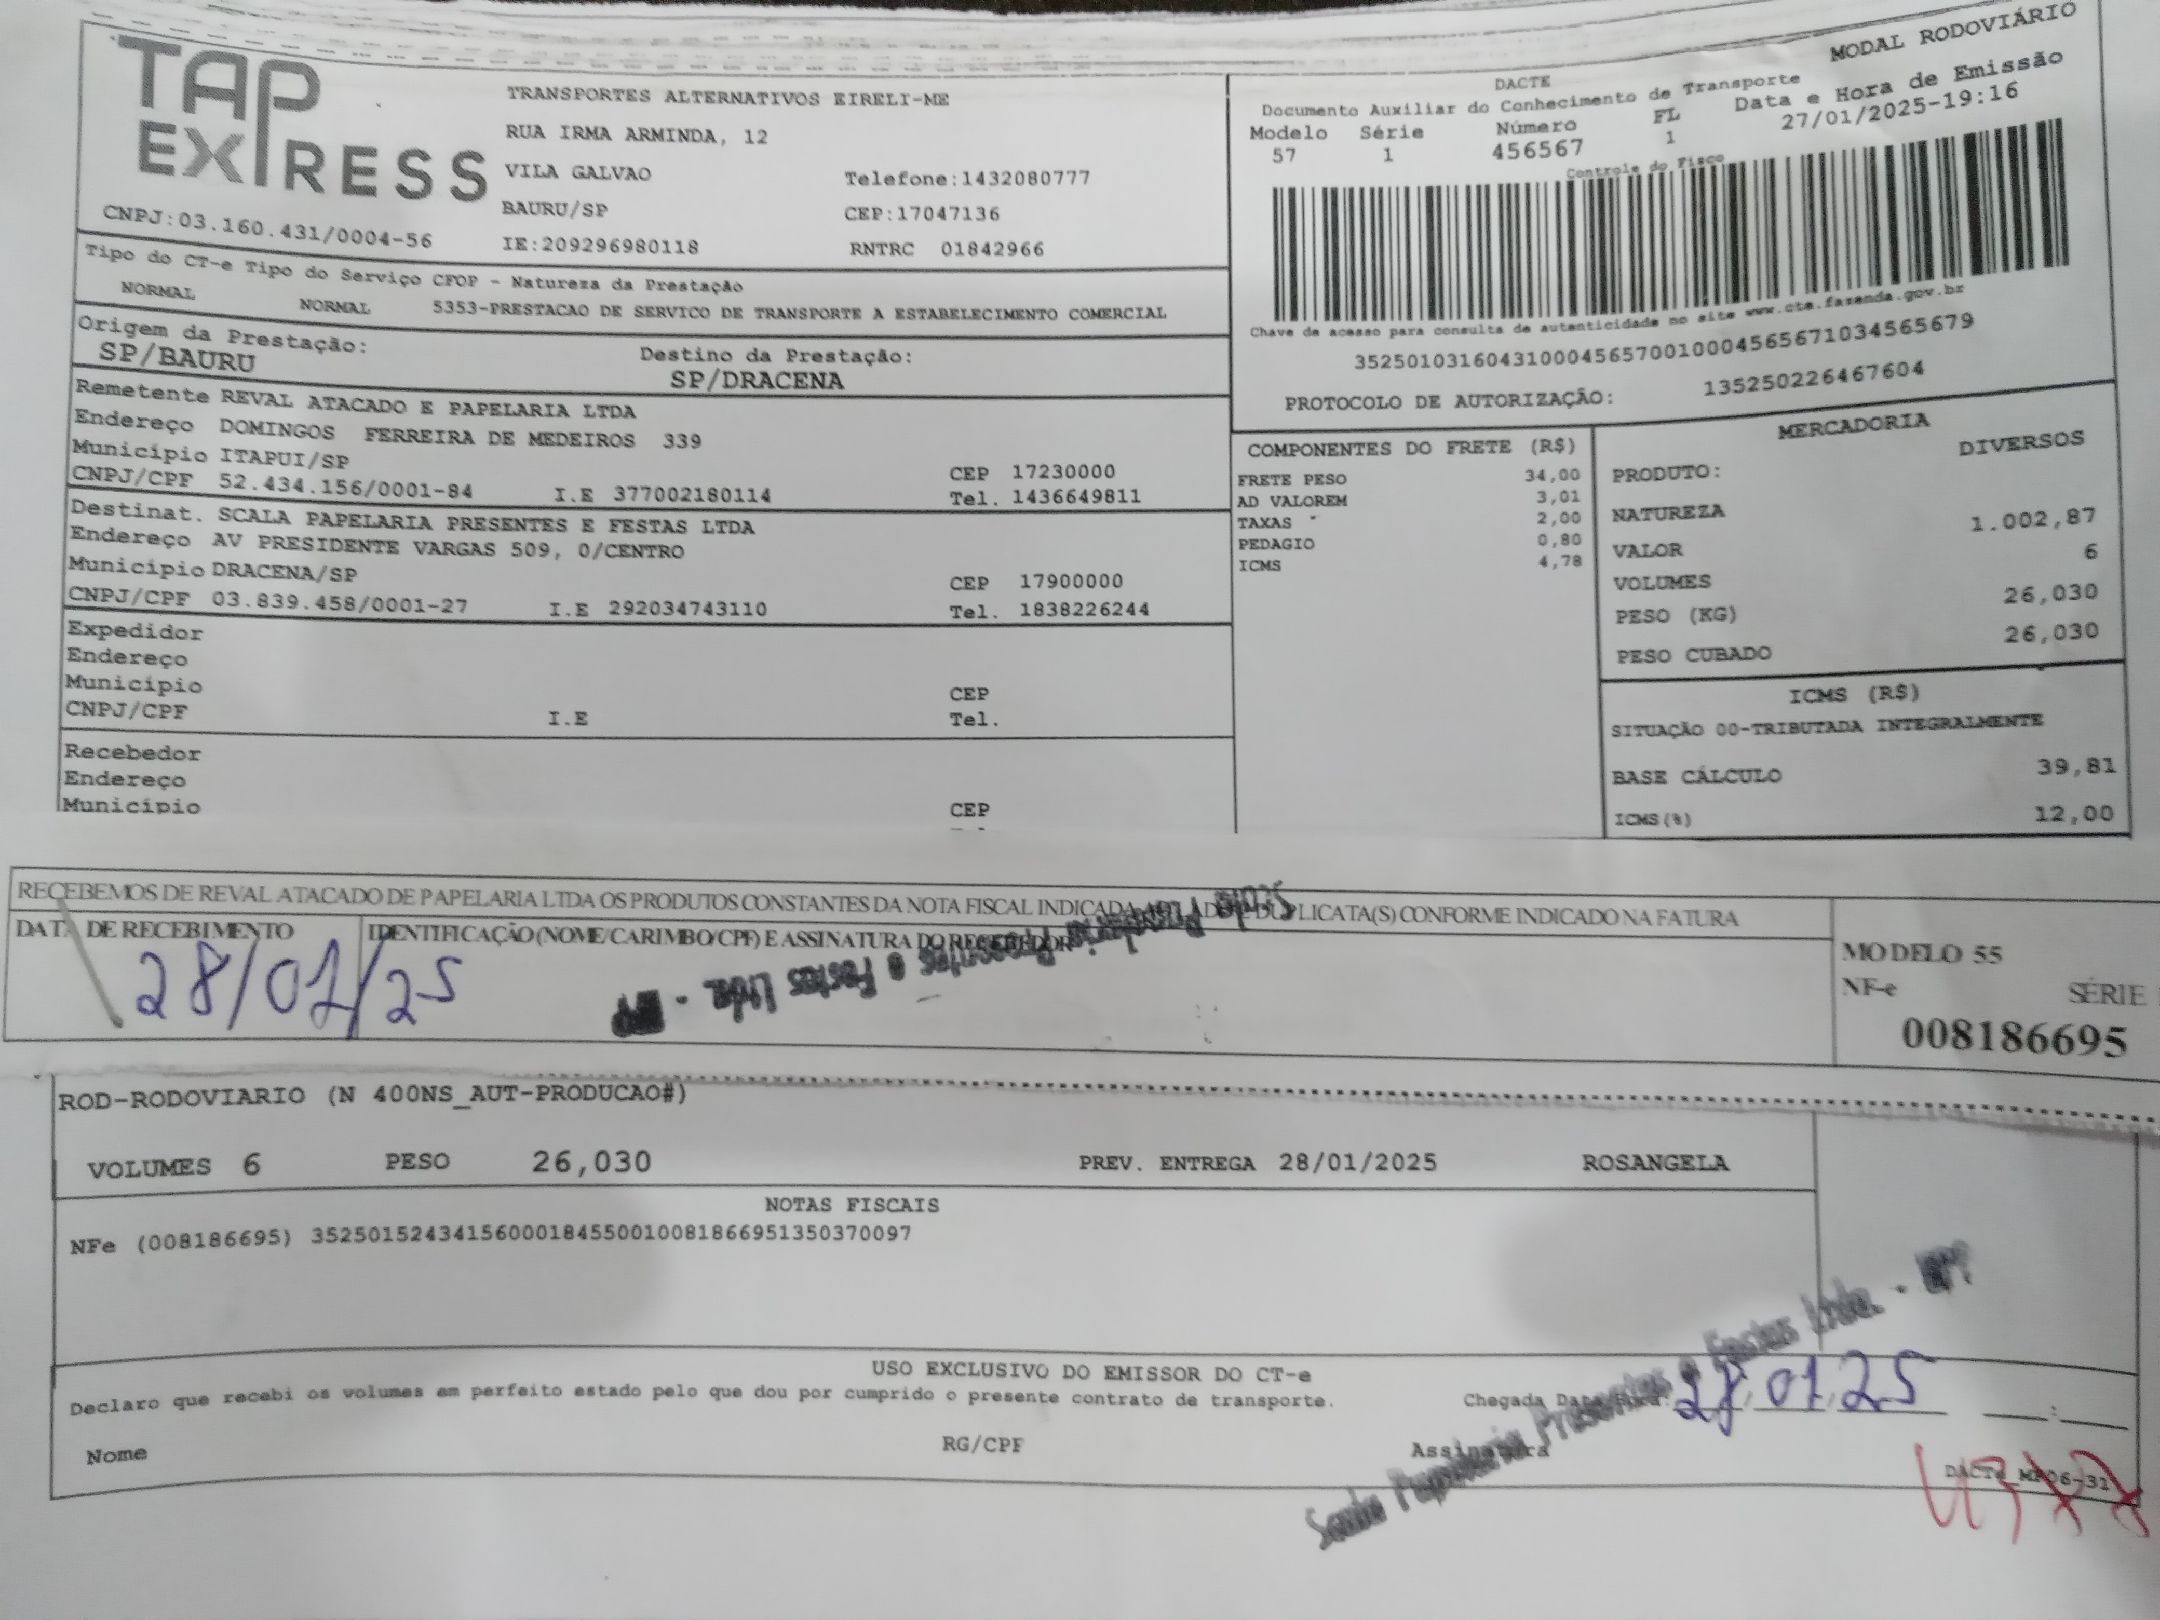 TAP EXPRESS
TRANSPORTES ALTERNATIVOS EIRELI-ME
RUA IRMA ARMINDA, 12
VILA GALVAO Telefone:1432080777
BAURU/SP CEP:17047136
CNPJ:03.160.431/0004-56 IE:209296980118 RNTRC 01842966
MODAL RODOVIÁRIO
DACTE
Documento Auxiliar do Conhecimento de Transporte
Data e Hora de Emissão
27/01/2025-19:16
Modelo Série Número FL
57 1 456567 1
Controle do Fisco
Chave de acesso para consulta de autenticidade no site www.cte.fazenda.gov.br
35250103160431000456570010004565671034565679
PROTOCOLO DE AUTORIZAÇÃO: 135250226467604
Tipo do CT-e Tipo do Serviço CFOP - Natureza da Prestação
NORMAL NORMAL 5353-PRESTACAO DE SERVICO DE TRANSPORTE A ESTABELECIMENTO COMERCIAL
Origem da Prestação: Destino da Prestação:
SP/BAURU SP/DRACENA
Remetente REVAL ATACADO E PAPELARIA LTDA
Endereço DOMINGOS FERREIRA DE MEDEIROS 339
Município ITAPUI/SP CEP 17230000
CNPJ/CPF 52.434.156/0001-84 I.E 377002180114 Tel. 1436649811
Destinat. SCALA PAPELARIA PRESENTES E FESTAS LTDA
Endereço AV PRESIDENTE VARGAS 509, 0/CENTRO
Município DRACENA/SP CEP 17900000
CNPJ/CPF 03.839.458/0001-27 I.E 292034743110 Tel. 1838226244
Expedidor
Endereço
Município CEP
CNPJ/CPF I.E Tel.
Recebedor
Endereço
Município CEP
COMPONENTES DO FRETE (R$)
FRETE PESO 34,00
AD VALOREM 3,01
TAXAS 2,00
PEDAGIO 0,80
ICMS 4,78
MERCADORIA
PRODUTO: DIVERSOS
NATUREZA
VALOR 1.002,87
VOLUMES 6
PESO (KG) 26,030
PESO CUBADO 26,030
ICMS (R$)
SITUAÇÃO 00-TRIBUTADA INTEGRALMENTE
BASE CÁLCULO 39,81
ICMS(%) 12,00
RECEBEMOS DE REVAL ATACADO DE PAPELARIA LTDA OS PRODUTOS CONSTANTES DA NOTA FISCAL INDICADA AO LADO E DUPLICATA(S) CONFORME INDICADO NA FATURA
DATA DE RECEBIMENTO IDENTIFICAÇÃO (NOME/CARIMBO/CPF) E ASSINATURA DO RECEBEDOR
28/01/25
Scala Papelaria Presentes e Festas Ltda. - EPP
MODELO 55
NF-e SÉRIE
008186695
ROD-RODOVIARIO (N 400NS_AUT-PRODUCAO#)
VOLUMES 6 PESO 26,030 PREV. ENTREGA 28/01/2025 ROSANGELA
NOTAS FISCAIS
NFe (008186695) 35250152434156000184550010081866951350370097
USO EXCLUSIVO DO EMISSOR DO CT-e
Declaro que recebi os volumes em perfeito estado pelo que dou por cumprido o presente contrato de transporte.
Chegada Data Hora: 28 01 25
Nome RG/CPF Assinatura
Scala Papelaria Presentes e Festas Ltda. - EPP